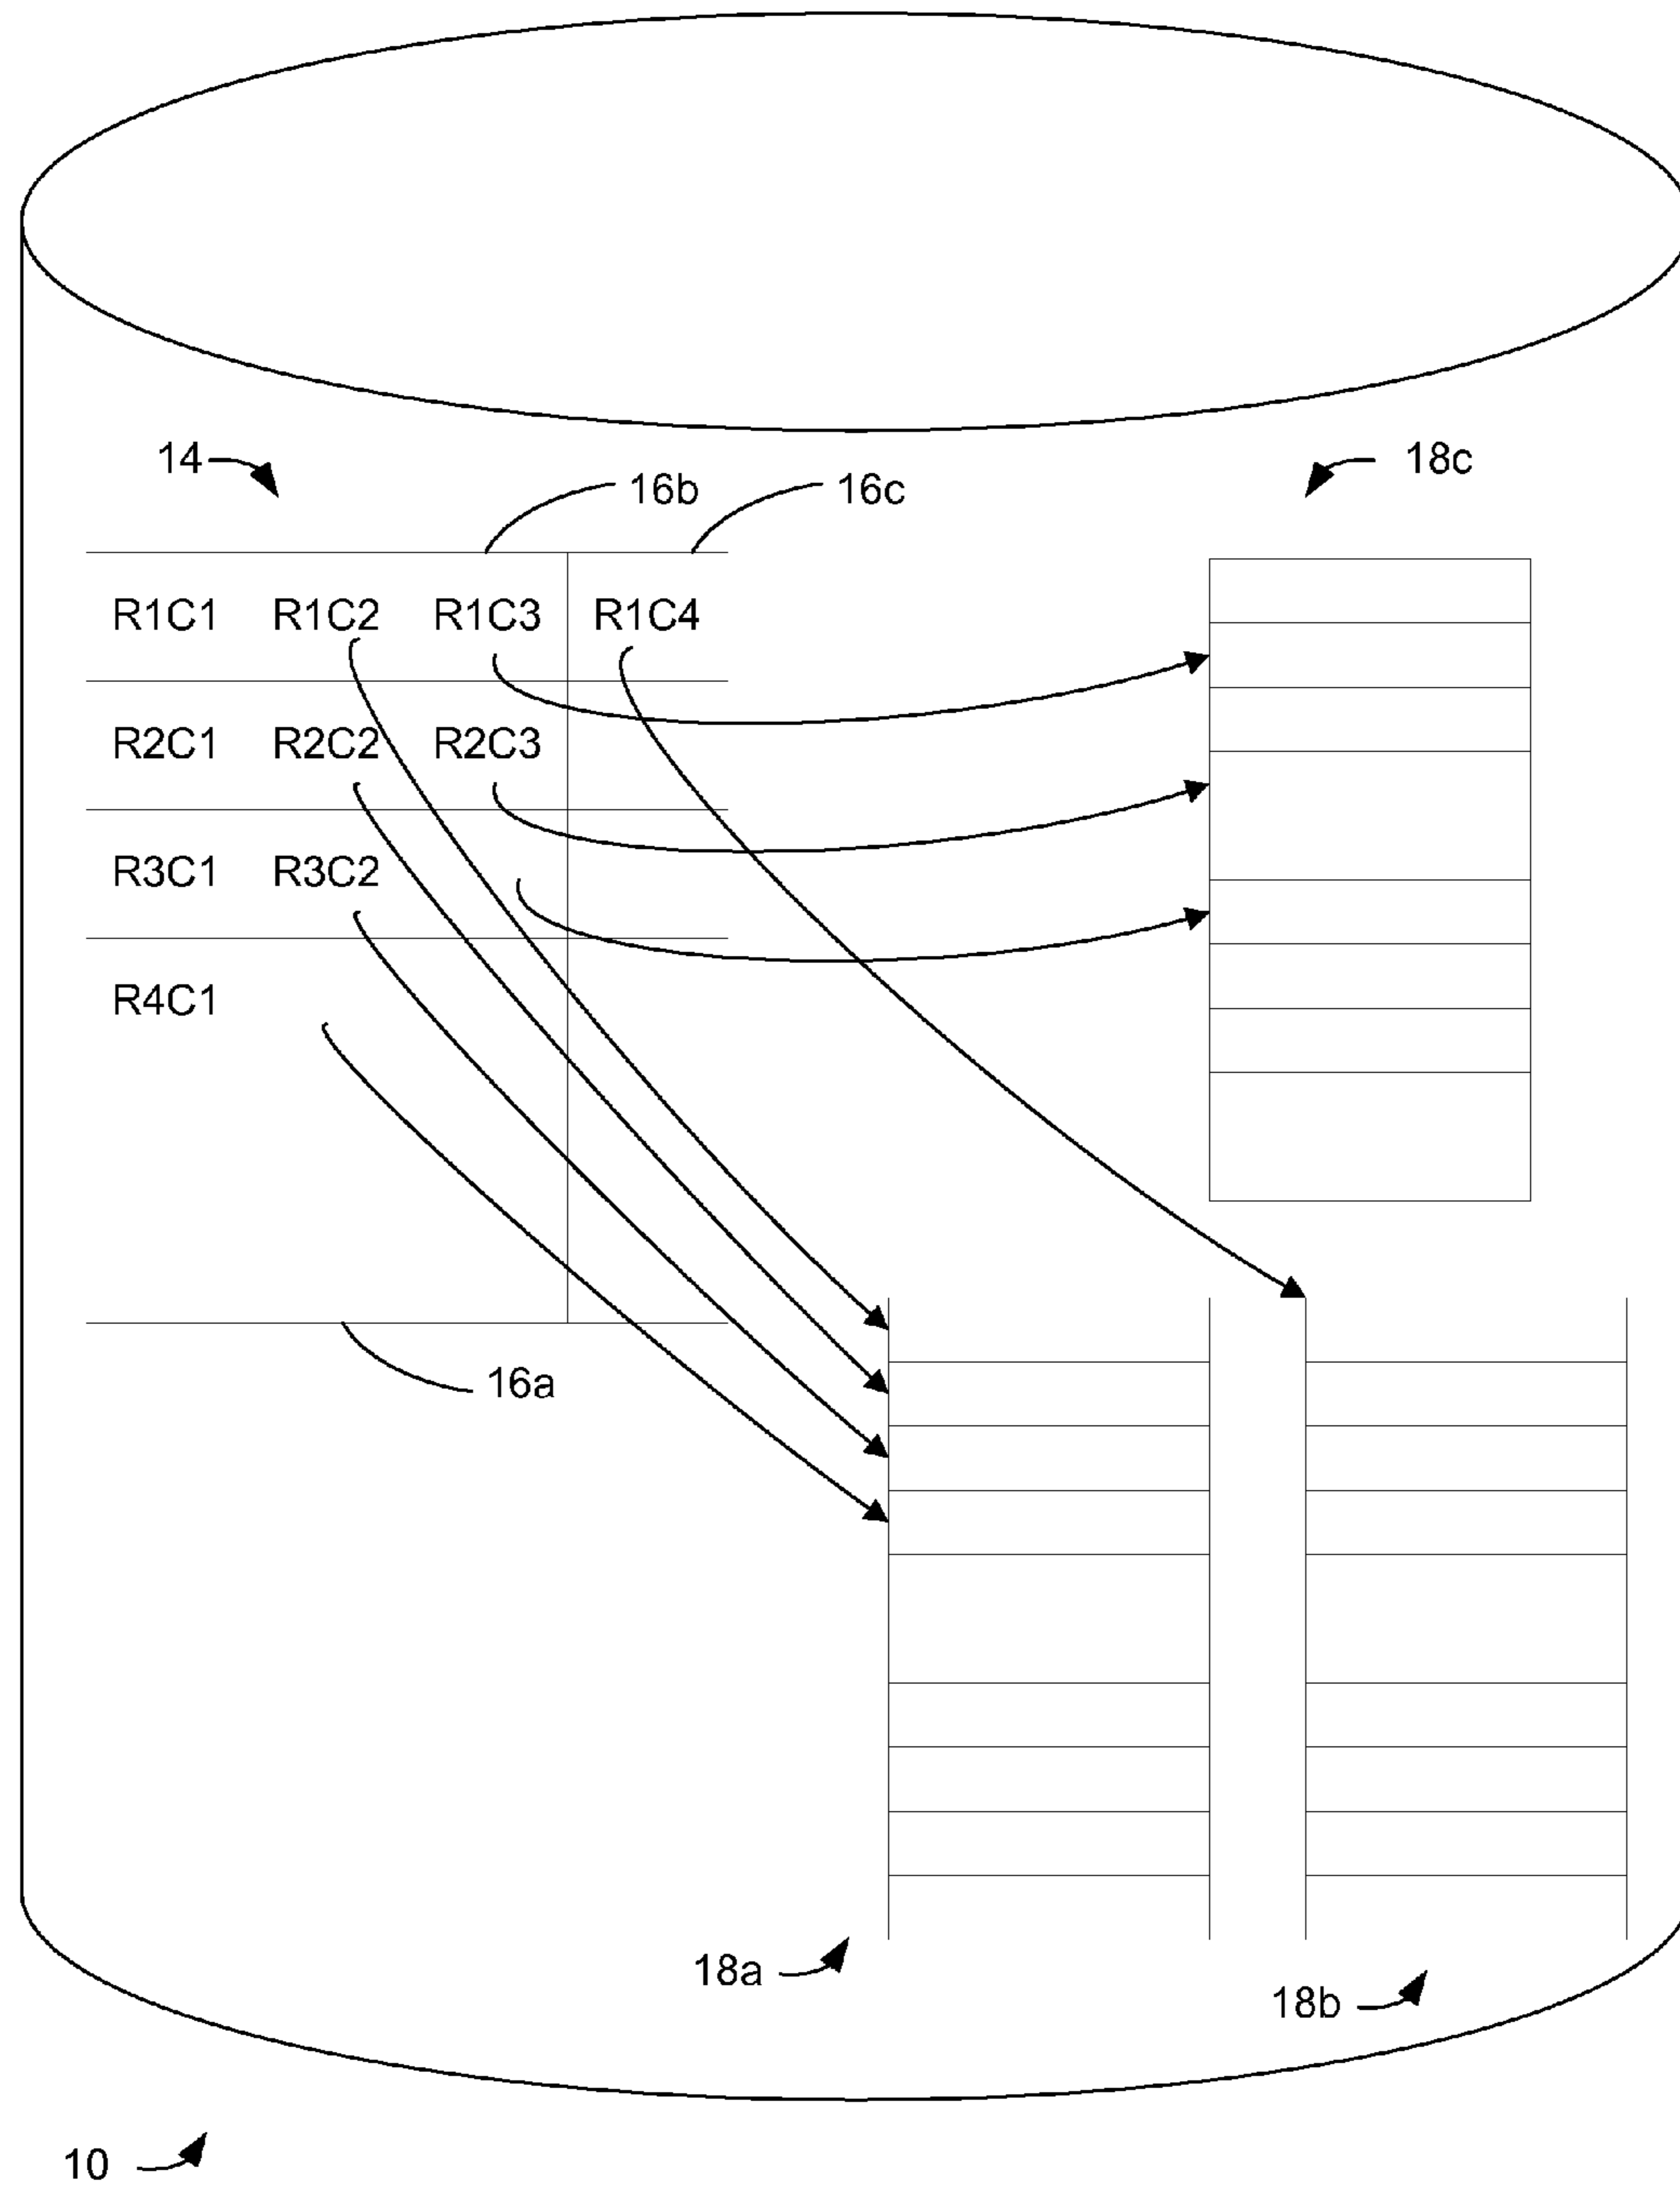 14
18c
16b
16c
R1C1 R1C2 R1C3 R1C4
R2C1 R2C2 R2C3
R3C1 R3C2
R4C1
16a
18a
18b
10